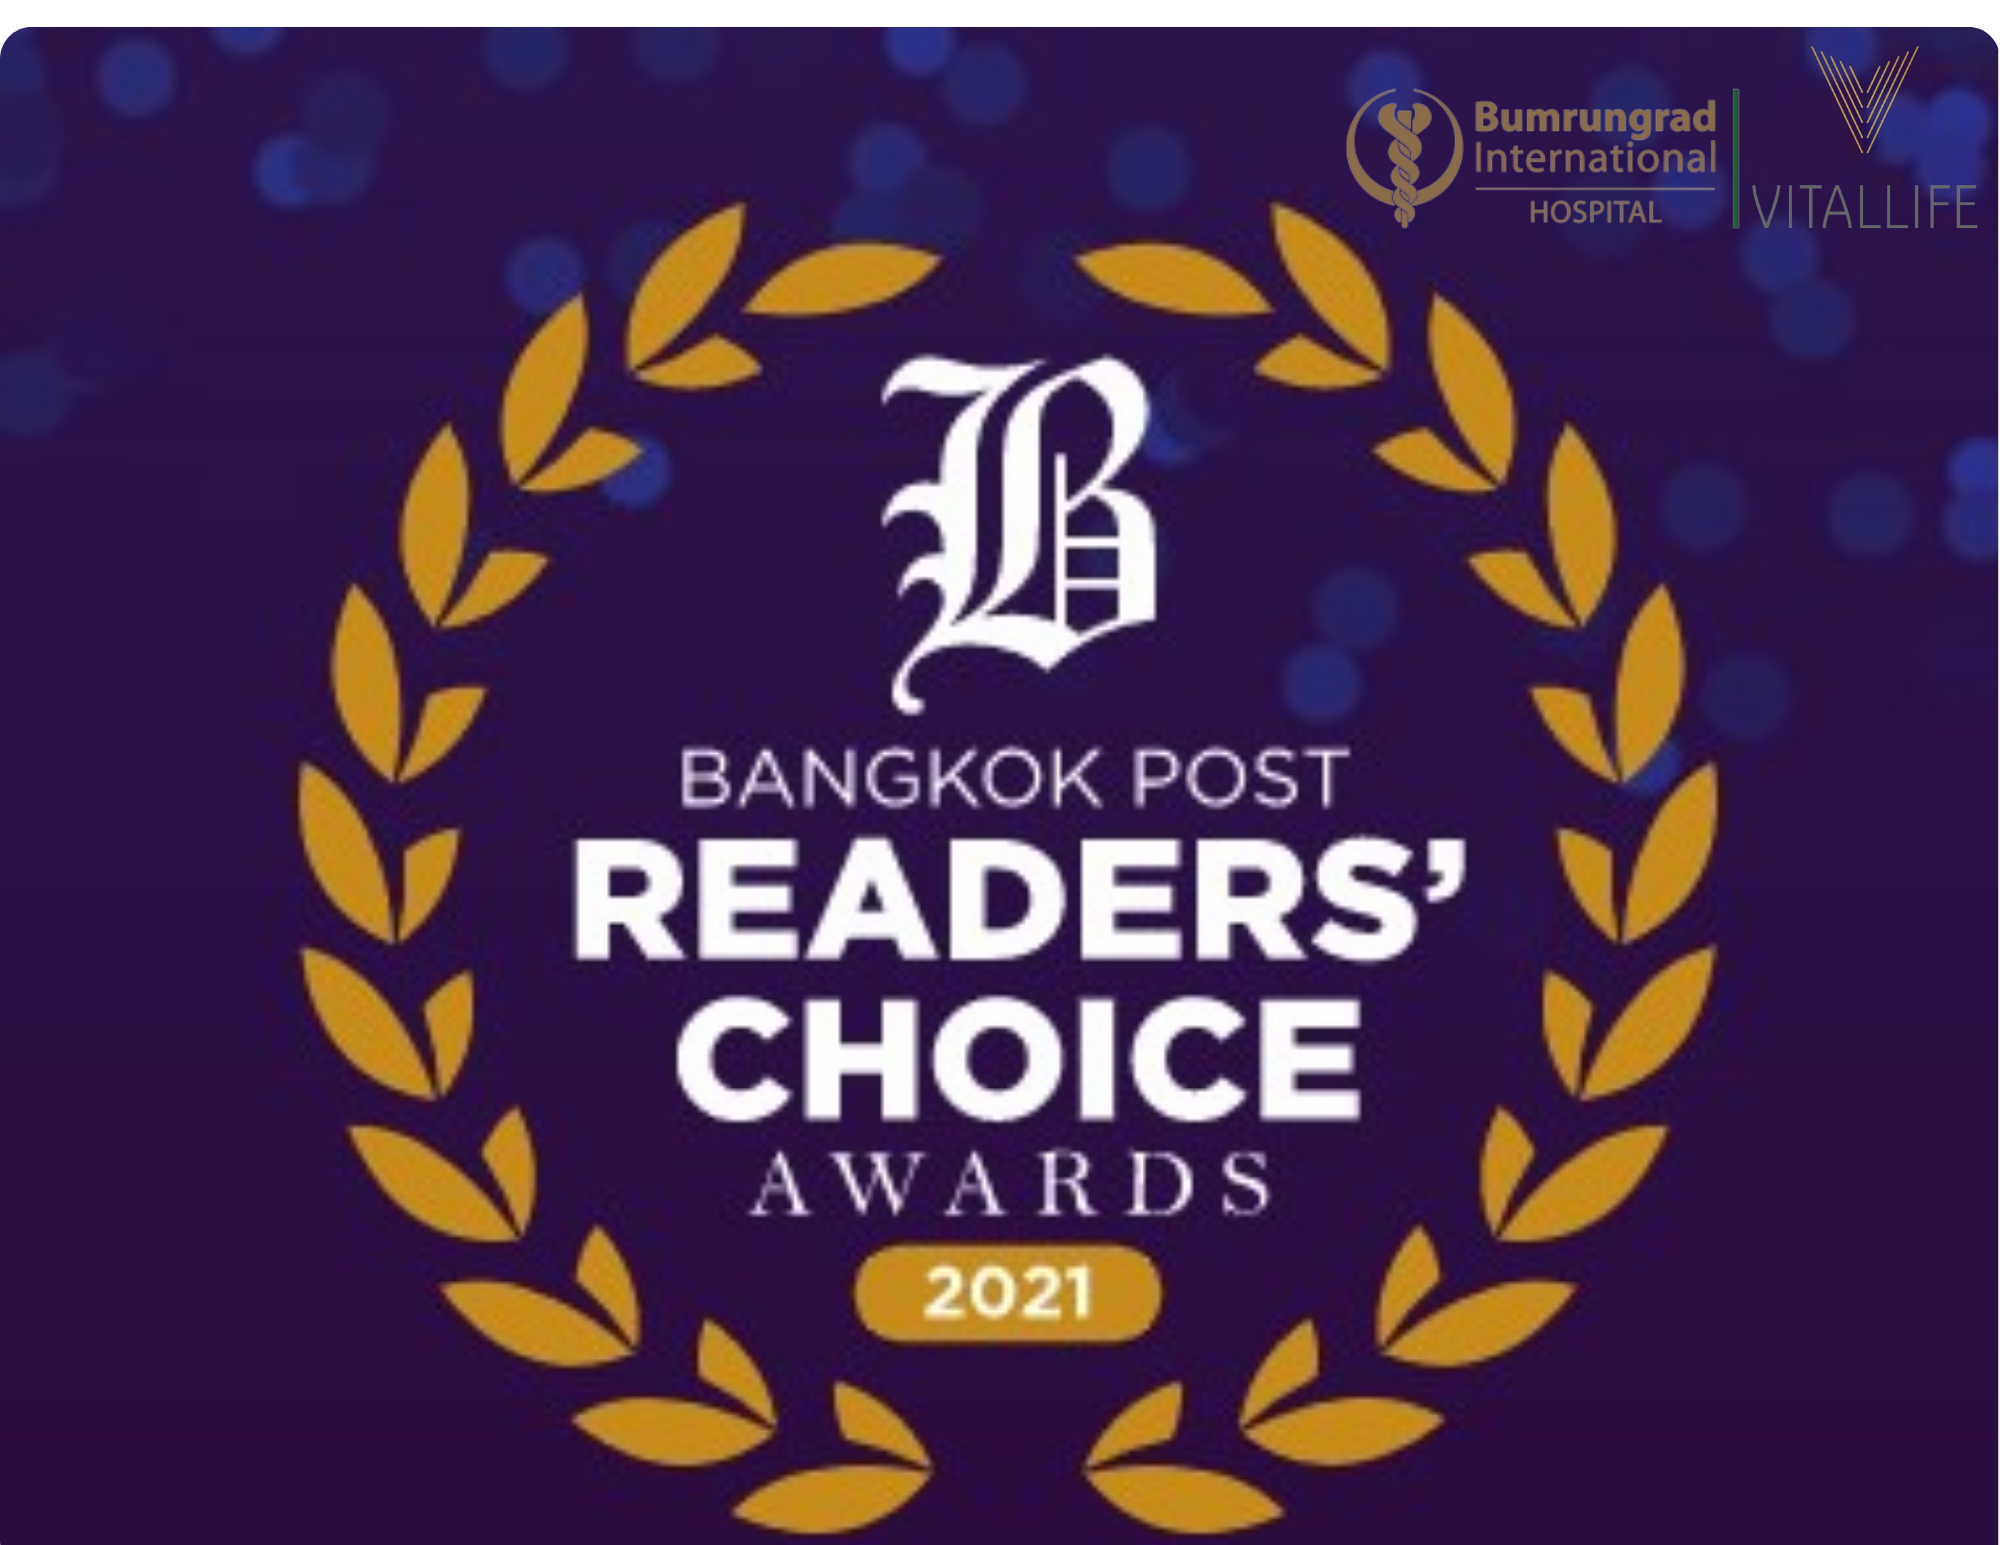 Bumrungrad
International
HOSPITAL
VITALLIFE
B
BANGKOK POST
READERS’
CHOICE
AWARDS
2021